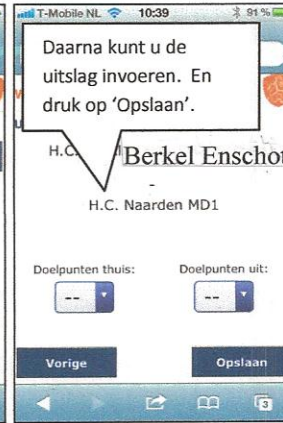 T-Mobile NL 10:39 91 %
Daarna kunt u de
uitslag invoeren. En
druk op ‘Opslaan’.
H.C.
Berkel Enschot
-
H.C. Naarden MD1
Doelpunten thuis: Doelpunten uit:
-- --
Vorige Opslaan
3